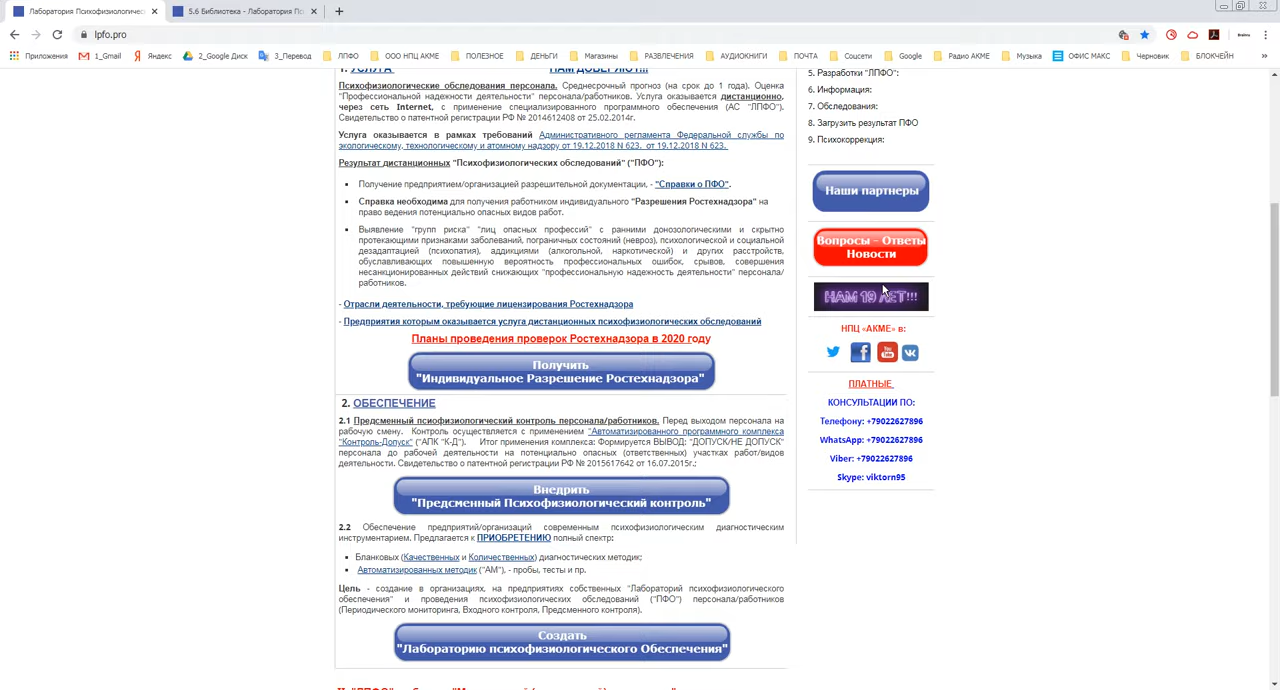 Лаборатория Психофизиологичес
5.6 Библиотека - Лаборатория Пс
lpfo.pro
Приложения
1_Gmail
Яндекс
2_Google Диск
3_Перевод
ЛПФО
ООО НПЦ АКМЕ
ПОЛЕЗНОЕ
ДЕНЬГИ
Магазины
РАЗВЛЕЧЕНИЯ
АУДИОКНИГИ
ПОЧТА
Соцсети
Google
Радио АКМЕ
Музыка
ОФИС МАКС
Черновик
БЛОКЧЕЙН
»
1. УСЛУГА НАМ ДОВЕРЯЮТ!!!
Психофизиологические обследования персонала. Среднесрочный прогноз (на срок до 1 года). Оценка
"Профессиональной надежности деятельности" персонала/работников. Услуга оказывается дистанционно,
через сеть Internet, с применение специализированного программного обеспечения (АС "ЛПФО").
Свидетельство о патентной регистрации РФ № 2014612408 от 25.02.2014г.
Услуга оказывается в рамках требований Административного регламента Федеральной службы по
экологическому, технологическому и атомному надзору от 19.12.2018 N 623. от 19.12.2018 N 623.
Результат дистанционных "Психофизиологических обследований" ("ПФО"):
Получение предприятием/организацией разрешительной документации, - "Справки о ПФО".
Справка необходима для получения работником индивидуального "Разрешения Ростехнадзора" на
право ведения потенциально опасных видов работ.
Выявление "групп риска" "лиц опасных профессий" с ранними донозологическими и скрытно
протекающими признаками заболеваний, пограничных состояний (невроз), психологической и социальной
дезадаптацией (психопатия), аддикциями (алкогольной, наркотической) и других расстройств,
обуславливающих повышенную вероятность профессиональных ошибок, срывов, совершения
несанкционированных действий снижающих "профессиональную надежность деятельности" персонала/
работников.
- Отрасли деятельности, требующие лицензирования Ростехнадзора
- Предприятия которым оказывается услуга дистанционных психофизиологических обследований
Планы проведения проверок Ростехнадзора в 2020 году
Получить
"Индивидуальное Разрешение Ростехнадзора"
2. ОБЕСПЕЧЕНИЕ
2.1 Предсменный псиофизиологический контроль персонала/работников. Перед выходом персонала на
рабочую смену. Контроль осуществляется с применением "Автоматизированного программного комплекса
"Контроль-Допуск" ("АПК "К-Д"). Итог применения комплекса: Формируется ВЫВОД: "ДОПУСК/НЕ ДОПУСК"
персонала до рабочей деятельности на потенциально опасных (ответственных) участках работ/видов
деятельности. Свидетельство о патентной регистрации РФ № 2015617642 от 16.07.2015г.;
Внедрить
"Предсменный Психофизиологический контроль"
2.2 Обеспечение предприятий/организаций современным психофизиологическим диагностическим
инструментарием. Предлагается к ПРИОБРЕТЕНИЮ полный спектр:
Бланковых (Качественных и Количественных) диагностических методик;
Автоматизированных методик ("АМ"), - пробы, тесты и пр.
Цель - создание в организациях, на предприятиях собственных "Лабораторий психофизиологического
обеспечения" и проведения психофизиологических обследований ("ПФО") персонала/работников
(Периодического мониторинга, Входного контроля, Предсменного контроля).
Создать
"Лабораторию психофизиологического Обеспечения"
5. Разработки "ЛПФО":
6. Информация:
7. Обследования:
8. Загрузить результат ПФО
9. Психокоррекция:
Наши партнеры
Вопросы - Ответы
Новости
НАМ 19 ЛЕТ!!!
НПЦ «АКМЕ» в:
ПЛАТНЫЕ
КОНСУЛЬТАЦИИ ПО:
Телефону: +79022627896
WhatsApp: +79022627896
Viber: +79022627896
Skype: viktorn95